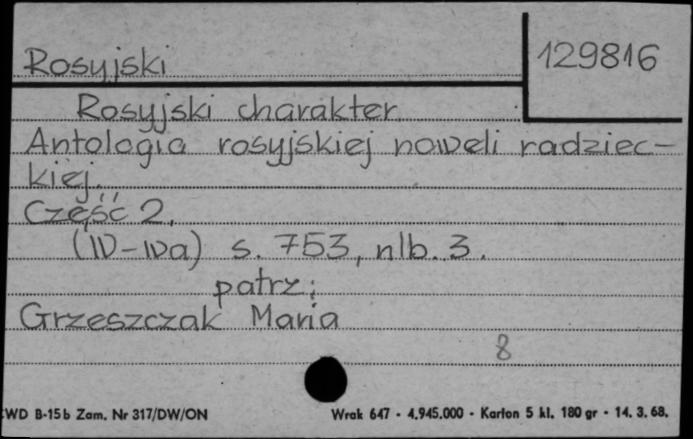 Rosyjski
129816
Rosyjski charakter
Antologia rosyjskiej noweli radziec-
kiej.
Część 2.
(IV-Iva) s. 753, nlb. 3.
patrz:
Grzeszczak Maria
8
WD B-15b Zam. Nr 317/DW/ON
Wrak 647 - 4.945.000 - Karton 5 kl. 180 gr - 14. 3. 68.